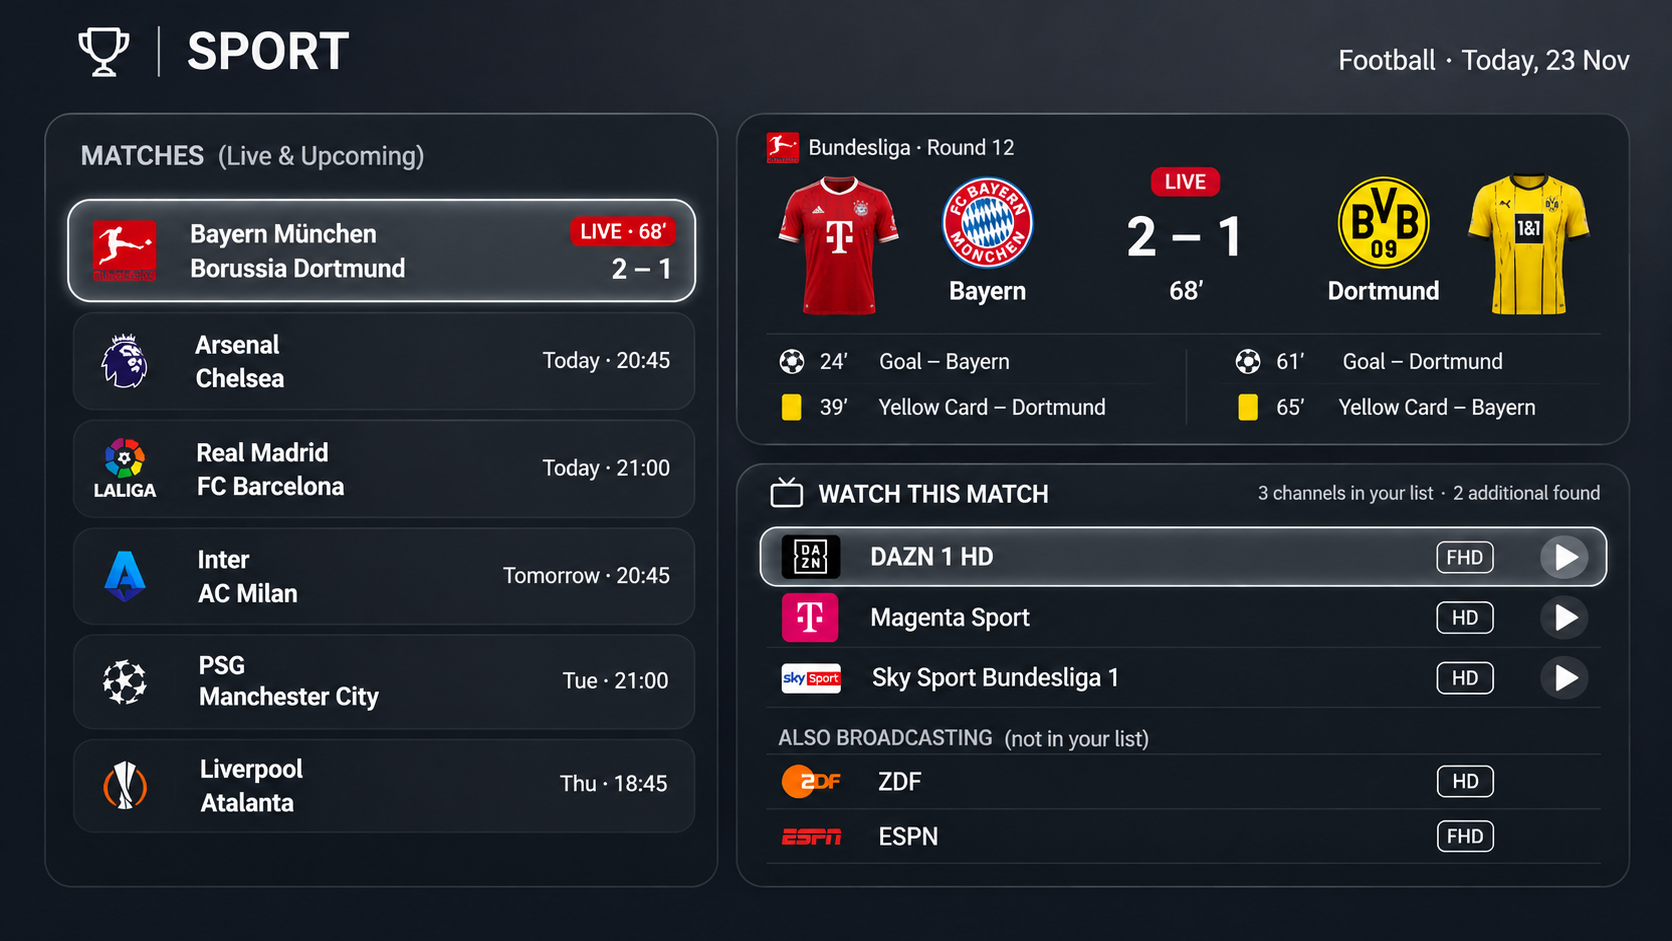 SPORT
Football · Today, 23 Nov
MATCHES (Live & Upcoming)
Bayern München
Borussia Dortmund
LIVE · 68'
2 – 1
Arsenal
Chelsea
Today · 20:45
LALIGA
Real Madrid
FC Barcelona
Today · 21:00
Inter
AC Milan
Tomorrow · 20:45
PSG
Manchester City
Tue · 21:00
Liverpool
Atalanta
Thu · 18:45
Bundesliga · Round 12
T
FC BAYERN
MÜNCHEN
Bayern
LIVE
2 – 1
68'
BVB
09
Dortmund
1&1
24' Goal – Bayern
39' Yellow Card – Dortmund
61' Goal – Dortmund
65' Yellow Card – Bayern
WATCH THIS MATCH
3 channels in your list · 2 additional found
DA
ZN
DAZN 1 HD
FHD
T
Magenta Sport
HD
sky Sport
Sky Sport Bundesliga 1
HD
ALSO BROADCASTING (not in your list)
ZDF
ZDF
HD
ESPN
ESPN
FHD